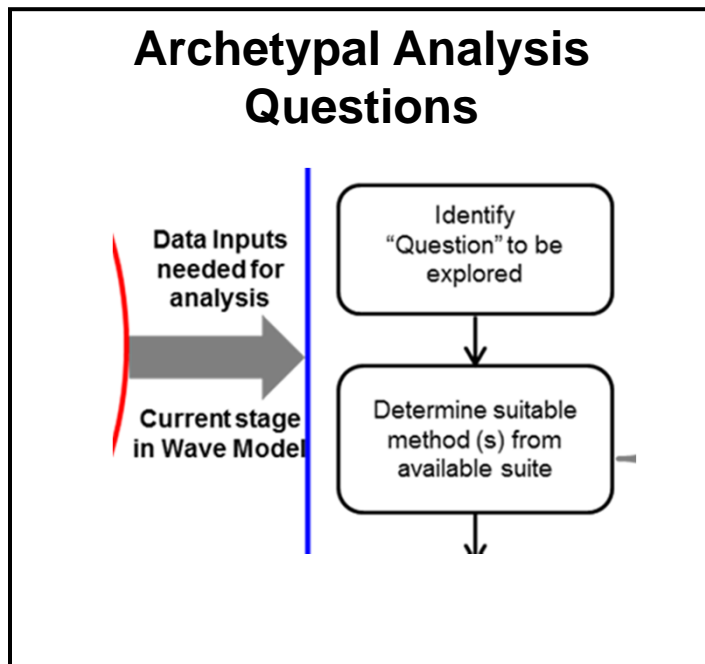 Archetypal Analysis
Questions
Data Inputs
needed for
analysis
Current stage
in Wave Model
Identify
“Question” to be
explored
Determine suitable
method (s) from
available suite